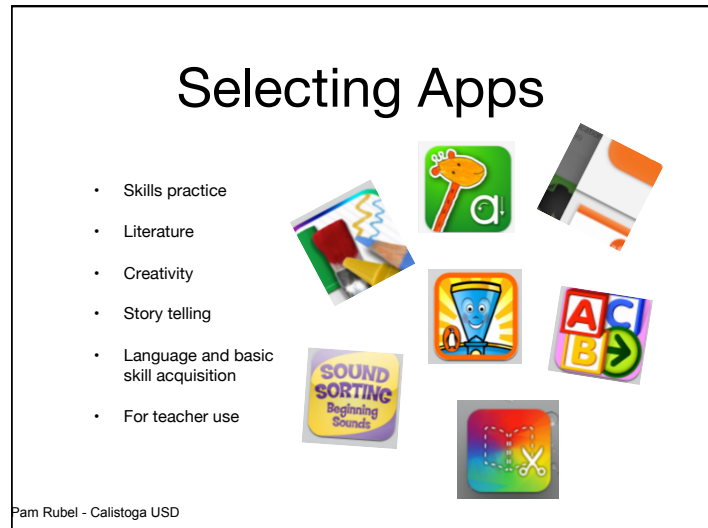 Selecting Apps
• Skills practice
• Literature
• Creativity
• Story telling
• Language and basic
skill acquisition
• For teacher use
a
A C
B
SOUND
SORTING
Beginning
Sounds
Pam Rubel - Calistoga USD